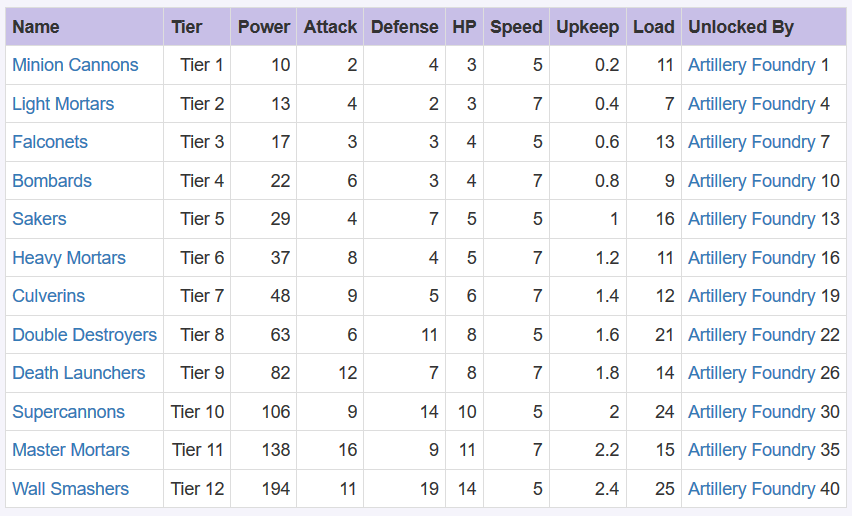 Name Tier Power Attack Defense HP Speed Upkeep Load Unlocked By
Minion Cannons Tier 1 10 2 4 3 5 0.2 11 Artillery Foundry 1
Light Mortars Tier 2 13 4 2 3 7 0.4 7 Artillery Foundry 4
Falconets Tier 3 17 3 3 4 5 0.6 13 Artillery Foundry 7
Bombards Tier 4 22 6 3 4 7 0.8 9 Artillery Foundry 10
Sakers Tier 5 29 4 7 5 5 1 16 Artillery Foundry 13
Heavy Mortars Tier 6 37 8 4 5 7 1.2 11 Artillery Foundry 16
Culverins Tier 7 48 9 5 6 7 1.4 12 Artillery Foundry 19
Double Destroyers Tier 8 63 6 11 8 5 1.6 21 Artillery Foundry 22
Death Launchers Tier 9 82 12 7 8 7 1.8 14 Artillery Foundry 26
Supercannons Tier 10 106 9 14 10 5 2 24 Artillery Foundry 30
Master Mortars Tier 11 138 16 9 11 7 2.2 15 Artillery Foundry 35
Wall Smashers Tier 12 194 11 19 14 5 2.4 25 Artillery Foundry 40